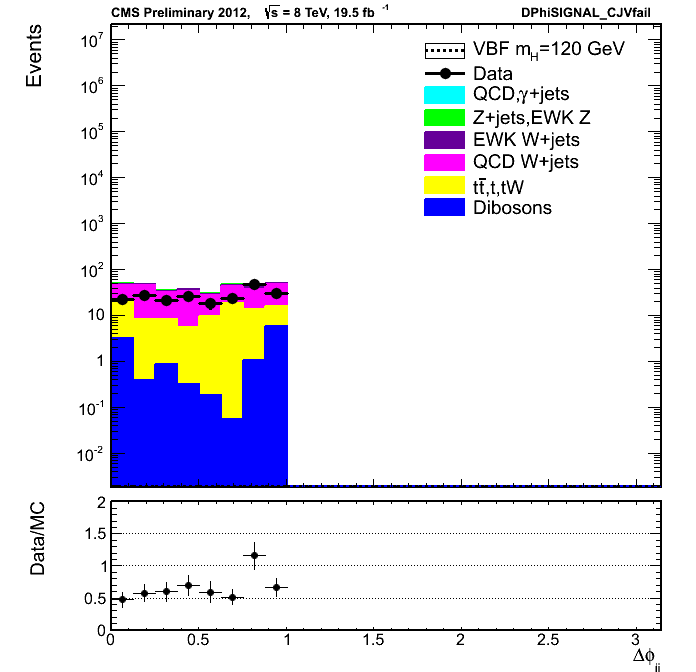 CMS Preliminary 2012, √s = 8 TeV, 19.5 fb⁻¹ DPhiSIGNAL_CJVfail
Events
10⁷
10⁶
10⁵
10⁴
10³
10²
10
1
10⁻¹
10⁻²
VBF m_H=120 GeV
Data
QCD,γ+jets
Z+jets,EWK Z
EWK W+jets
QCD W+jets
tt̄,t,tW
Dibosons
Data/MC
2
1.5
1
0.5
0
0 0.5 1 1.5 2 2.5 3
Δϕ_jj